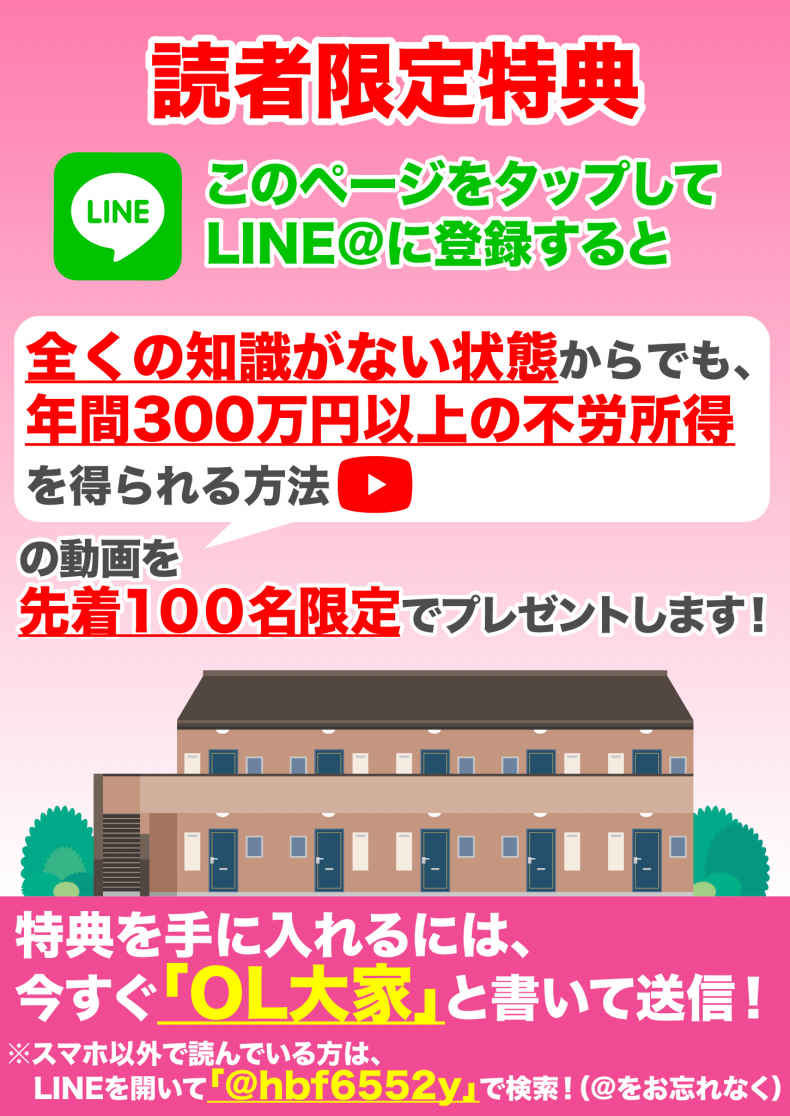 読者限定特典
LINE
このページをタップして
LINE@に登録すると
全くの知識がない状態からでも、
年間300万円以上の不労所得
を得られる方法
の動画を
先着100名限定でプレゼントします!
特典を手に入れるには、
今すぐ「OL大家」と書いて送信!
※スマホ以外で読んでいる方は、
LINEを開いて「@hbf6552y」で検索!(@をお忘れなく)